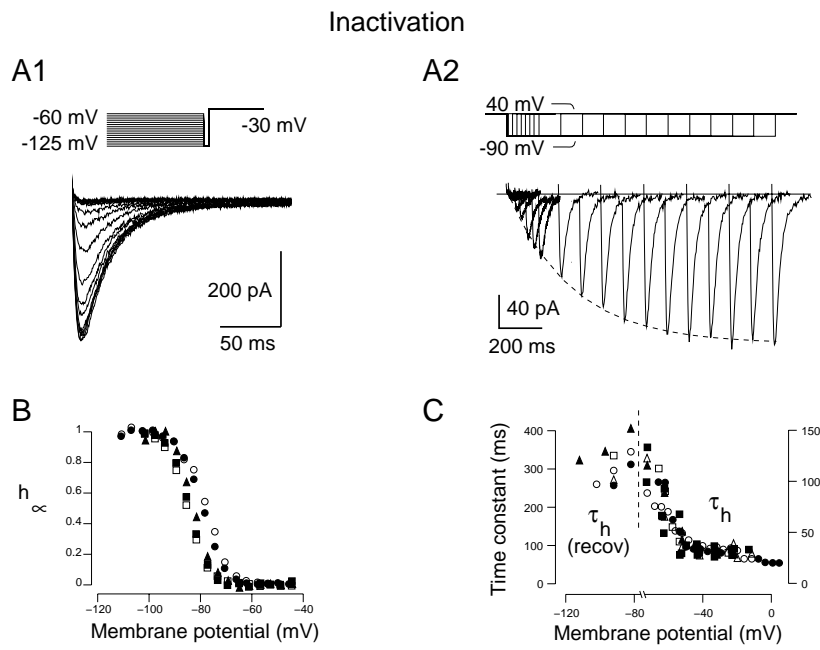 Inactivation
A1
-60 mV
-125 mV
-30 mV
200 pA
50 ms
A2
40 mV
-90 mV
40 pA
200 ms
B
h∝
1
0.8
0.6
0.4
0.2
0
−120 −100 −80 −60 −40
Membrane potential (mV)
C
Time constant (ms)
400
300
200
100
0
150
100
50
0
τh
(recov)
τh
−120 −80 −40 0
Membrane potential (mV)